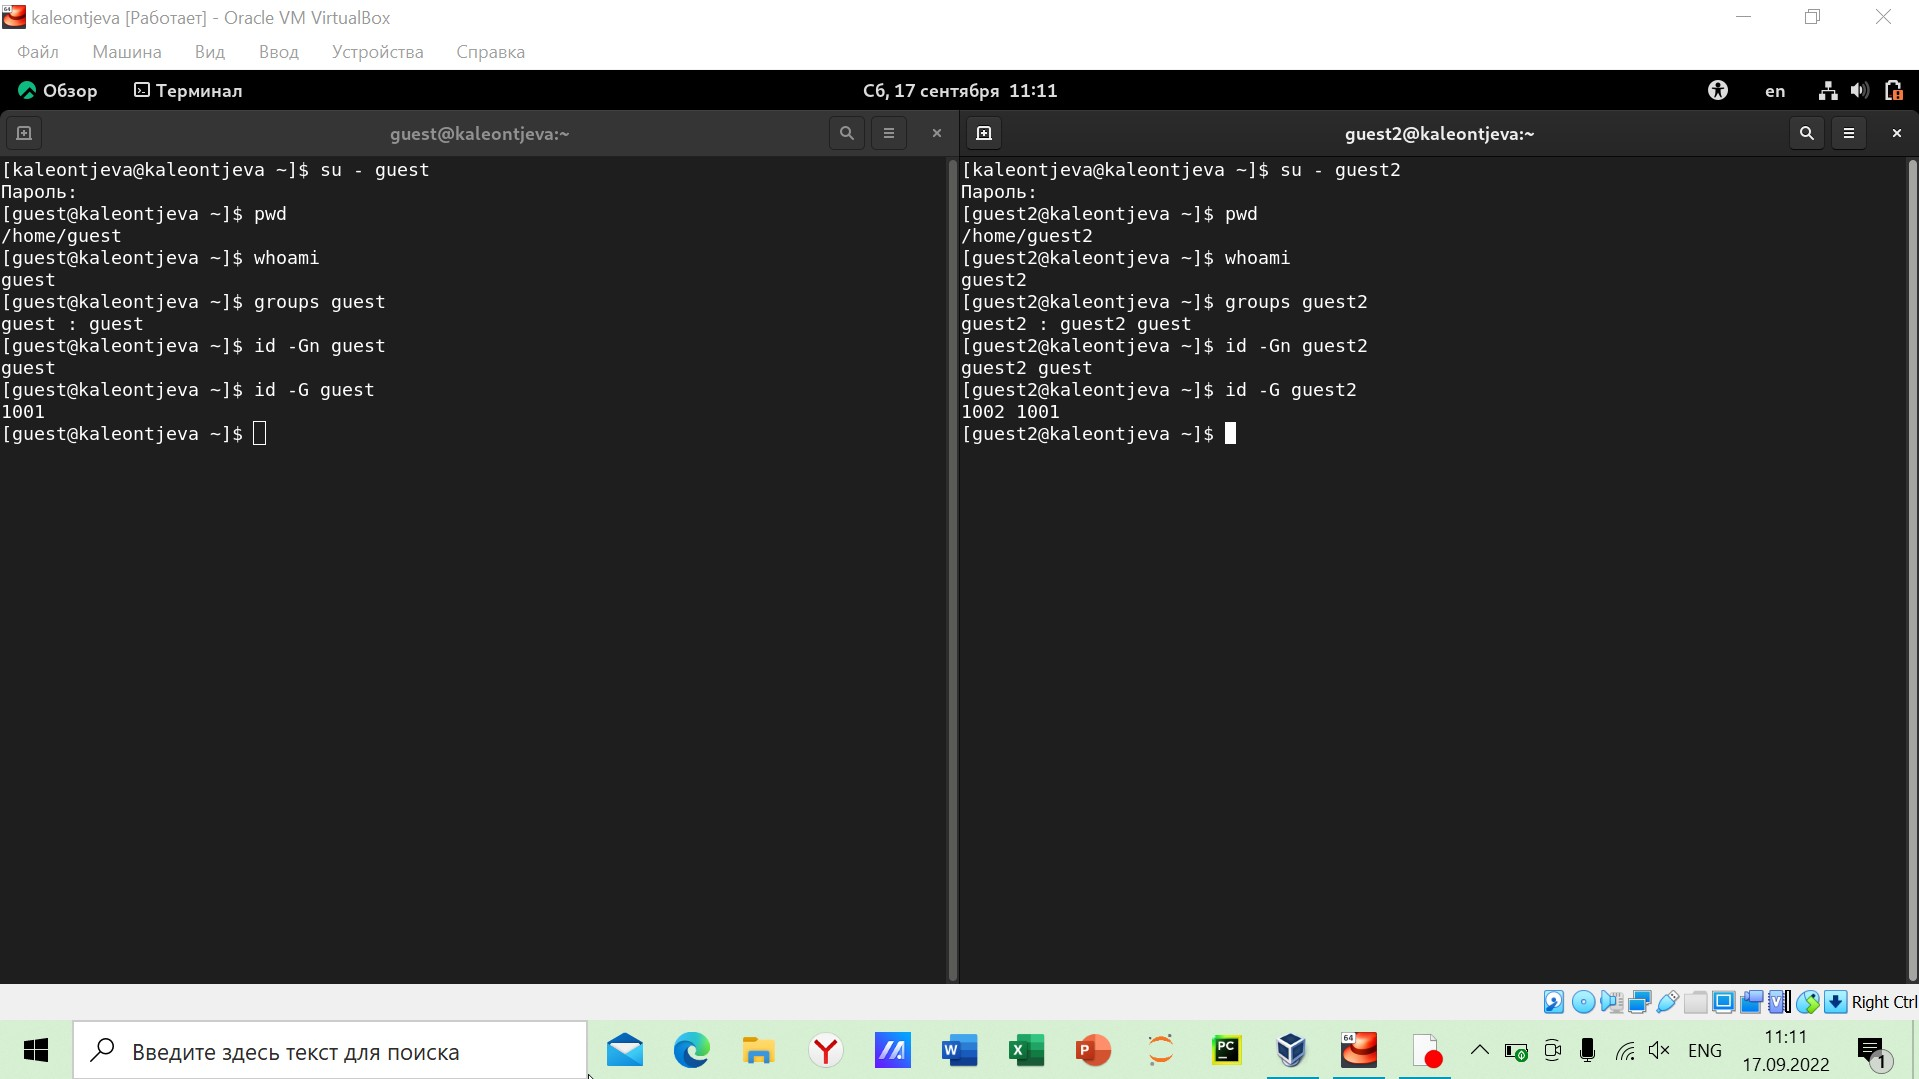 kaleontjeva [Работает] - Oracle VM VirtualBox
Файл Машина Вид Ввод Устройства Справка
Обзор Терминал Сб, 17 сентября 11:11 en
guest@kaleontjeva:~
[kaleontjeva@kaleontjeva ~]$ su - guest
Пароль:
[guest@kaleontjeva ~]$ pwd
/home/guest
[guest@kaleontjeva ~]$ whoami
guest
[guest@kaleontjeva ~]$ groups guest
guest : guest
[guest@kaleontjeva ~]$ id -Gn guest
guest
[guest@kaleontjeva ~]$ id -G guest
1001
[guest@kaleontjeva ~]$
guest2@kaleontjeva:~
[kaleontjeva@kaleontjeva ~]$ su - guest2
Пароль:
[guest2@kaleontjeva ~]$ pwd
/home/guest2
[guest2@kaleontjeva ~]$ whoami
guest2
[guest2@kaleontjeva ~]$ groups guest2
guest2 : guest2 guest
[guest2@kaleontjeva ~]$ id -Gn guest2
guest2 guest
[guest2@kaleontjeva ~]$ id -G guest2
1002 1001
[guest2@kaleontjeva ~]$
Right Ctrl
Введите здесь текст для поиска
ENG
11:11
17.09.2022
1